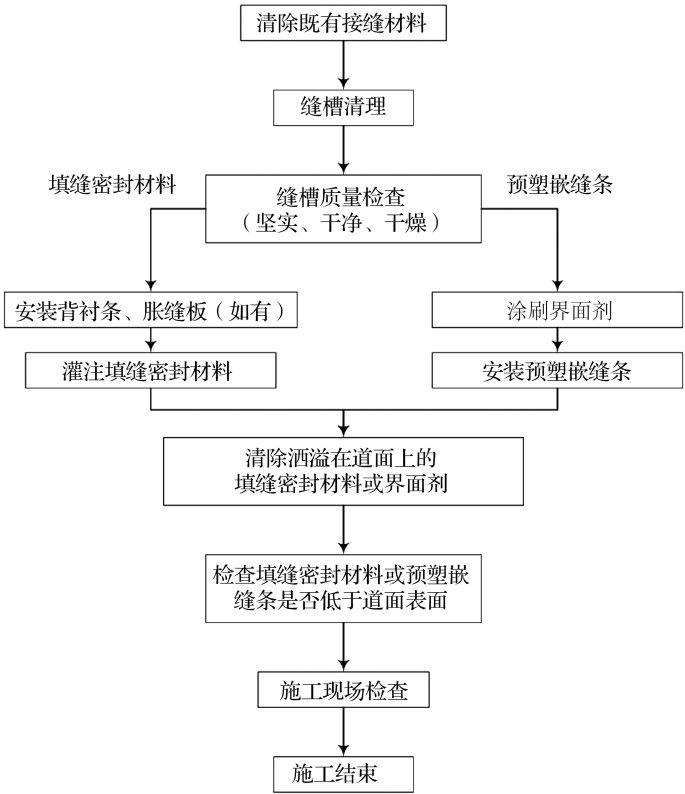 清除既有接缝材料
缝槽清理
填缝密封材料
预塑嵌缝条
缝槽质量检查
（坚实、干净、干燥）
安装背衬条、胀缝板（如有）
涂刷界面剂
灌注填缝密封材料
安装预塑嵌缝条
清除洒溢在道面上的
填缝密封材料或界面剂
检查填缝密封材料或预塑嵌
缝条是否低于道面表面
施工现场检查
施工结束